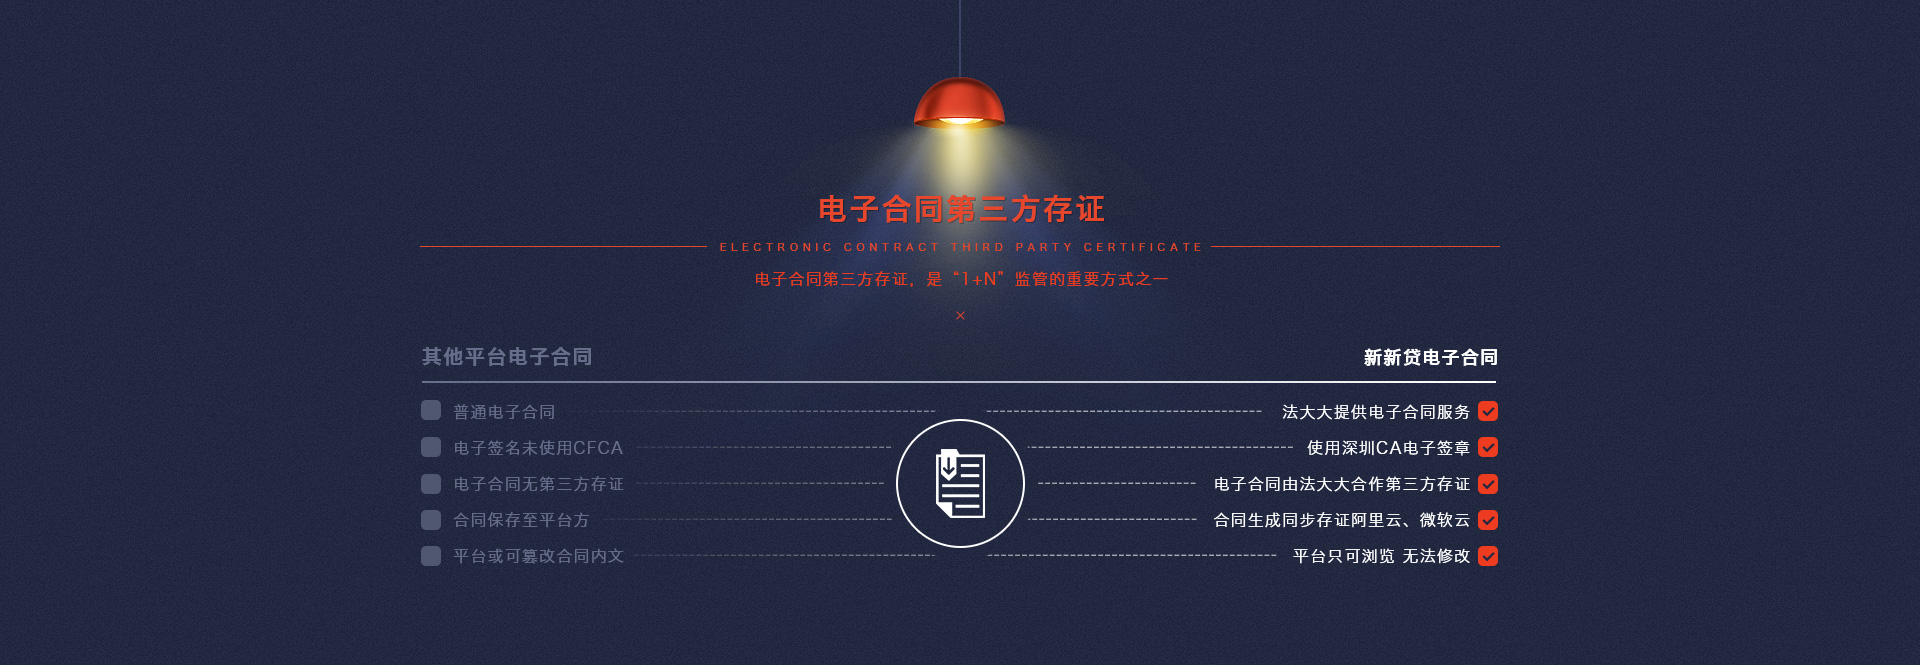 电子合同第三方存证
ELECTRONIC CONTRACT THIRD PARTY CERTIFICATE
电子合同第三方存证，是“1+N”监管的重要方式之一
其他平台电子合同
新新贷电子合同
普通电子合同
法大大提供电子合同服务
电子签名未使用CFCA
使用深圳CA电子签章
电子合同无第三方存证
电子合同由法大大合作第三方存证
合同保存至平台方
合同生成同步存证阿里云、微软云
平台或可篡改合同内文
平台只可浏览 无法修改